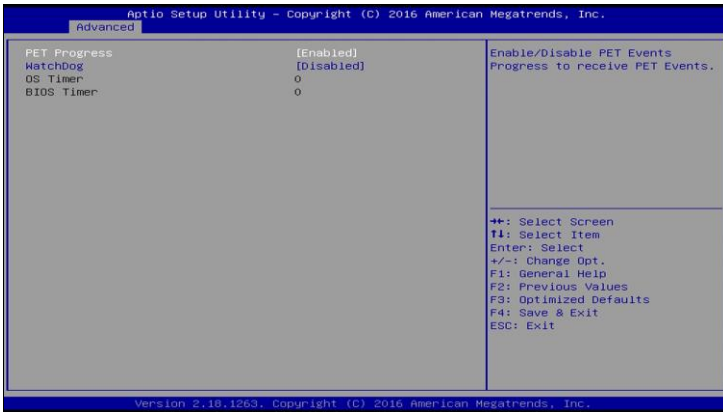 Aptio Setup Utility – Copyright (C) 2016 American Megatrends, Inc.
Advanced
PET Progress [Enabled]
WatchDog [Disabled]
OS Timer 0
BIOS Timer 0
Enable/Disable PET Events
Progress to receive PET Events.
→←: Select Screen
↑↓: Select Item
Enter: Select
+/-: Change Opt.
F1: General Help
F2: Previous Values
F3: Optimized Defaults
F4: Save & Exit
ESC: Exit
Version 2.18.1263. Copyright (C) 2016 American Megatrends, Inc.